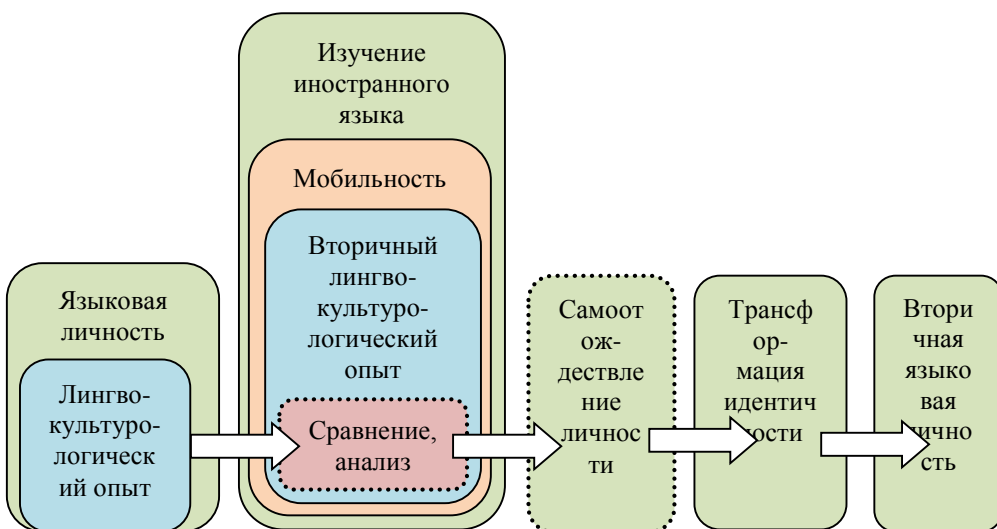 Изучение
иностранного
языка
Мобильность
Вторичный
лингво-
культуро-
логический
опыт
Сравнение,
анализ
Языковая
личность
Лингво-
культуро-
логическ
ий опыт
Самоот
ож-
дествле
ние
личнос
ти
Трансф
ор-
мация
идентич
ности
Втори
чная
языко
вая
лично
сть